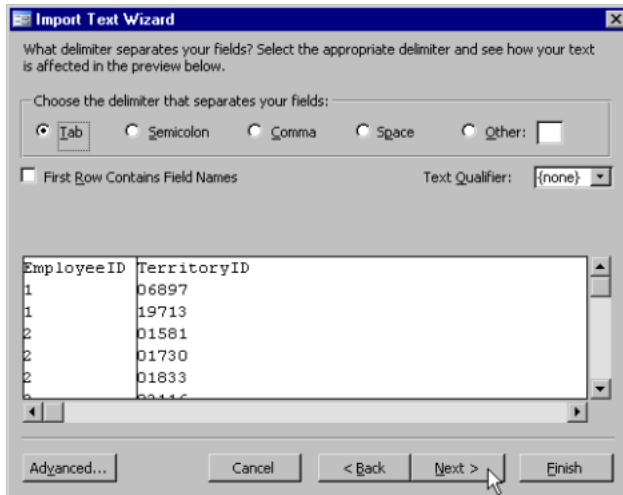 Import Text Wizard
What delimiter separates your fields? Select the appropriate delimiter and see how your text
is affected in the preview below.
Choose the delimiter that separates your fields:
Tab Semicolon Comma Space Other:
First Row Contains Field Names Text Qualifier: {none}
EmployeeID TerritoryID
1 06897
1 19713
2 01581
2 01730
2 01833
Advanced... Cancel < Back Next > Finish